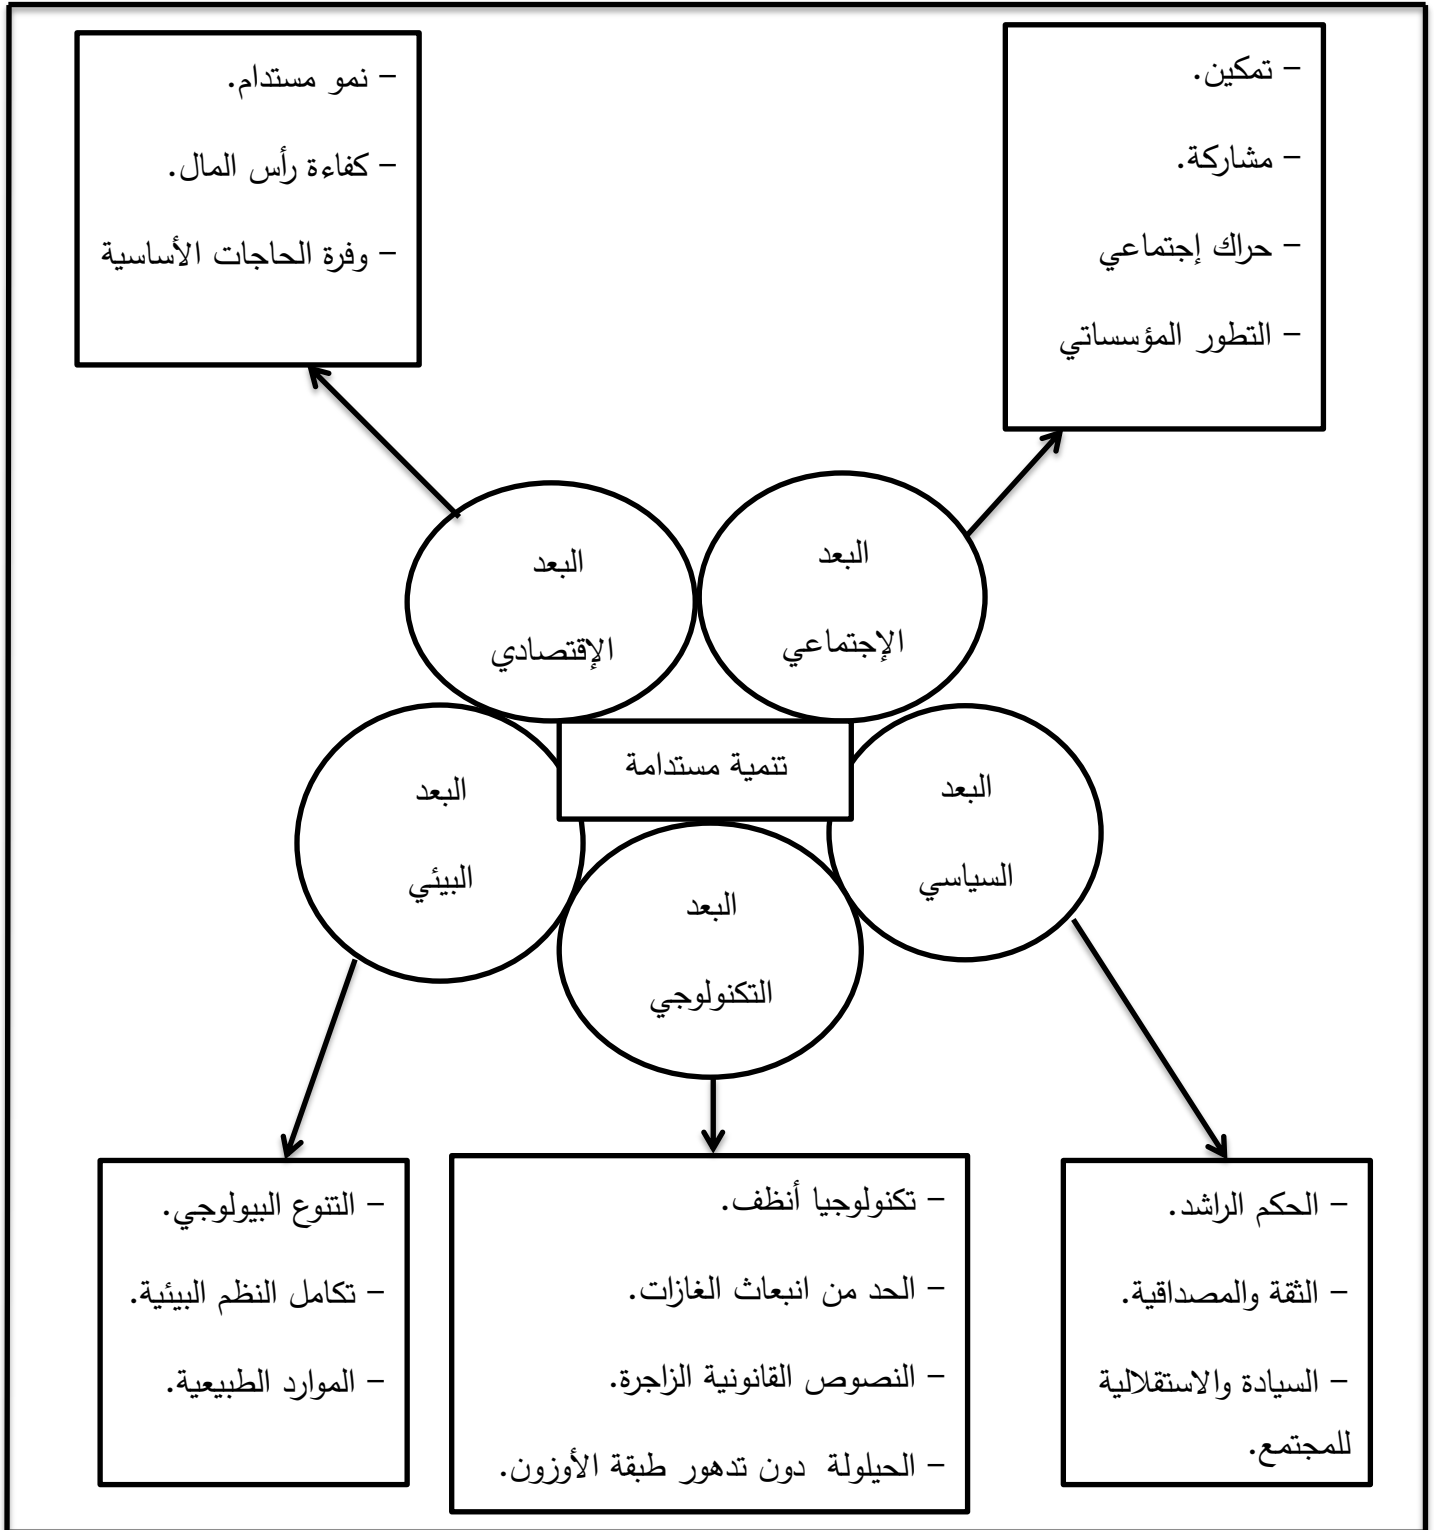 - تمكين.
- مشاركة.
- حراك إجتماعي
- التطور المؤسساتي
- نمو مستدام.
- كفاءة رأس المال.
- وفرة الحاجات الأساسية
البعد
الإجتماعي
البعد
الإقتصادي
تنمية مستدامة
البعد
السياسي
البعد
البيئي
البعد
التكنولوجي
- الحكم الراشد.
- الثقة والمصداقية.
- السيادة والاستقلالية
للمجتمع.
- تكنولوجيا أنظف.
- الحد من انبعاث الغازات.
- النصوص القانونية الزاجرة.
- الحيلولة دون تدهور طبقة الأوزون.
- التنوع البيولوجي.
- تكامل النظم البيئية.
- الموارد الطبيعية.